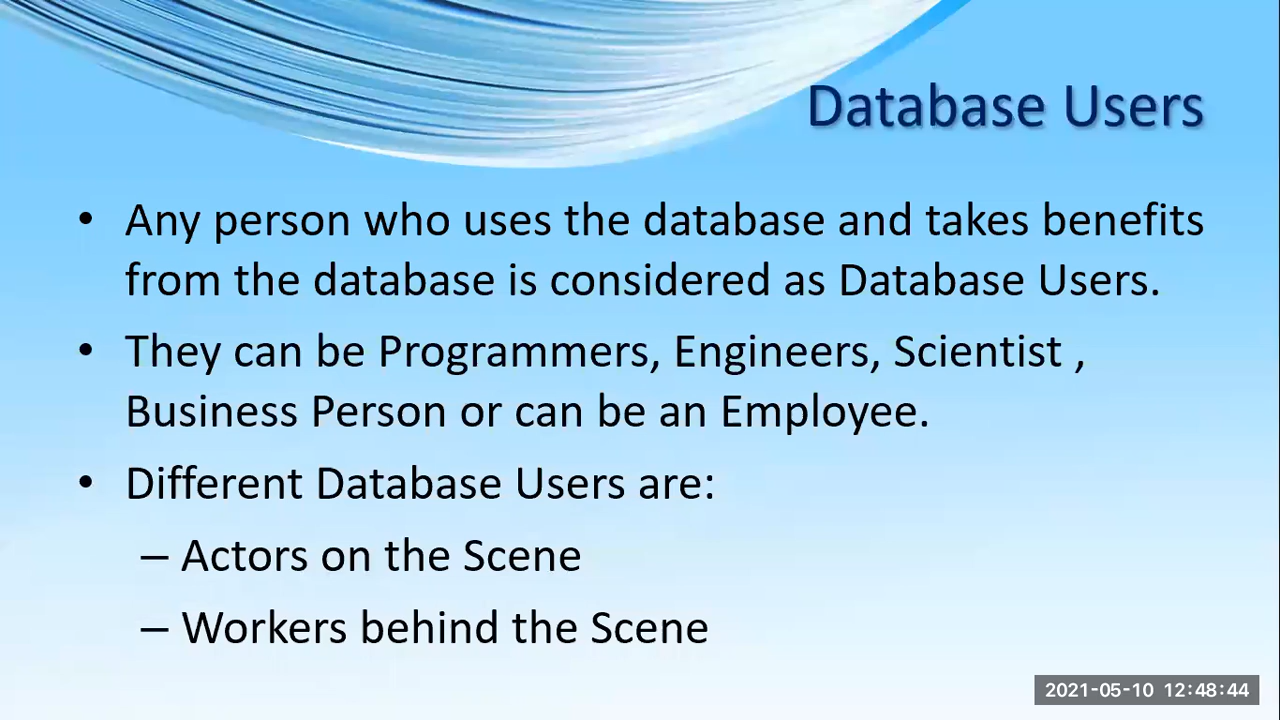 Database Users
• Any person who uses the database and takes benefits
from the database is considered as Database Users.
• They can be Programmers, Engineers, Scientist ,
Business Person or can be an Employee.
• Different Database Users are:
– Actors on the Scene
– Workers behind the Scene
2021-05-10 12:48:44